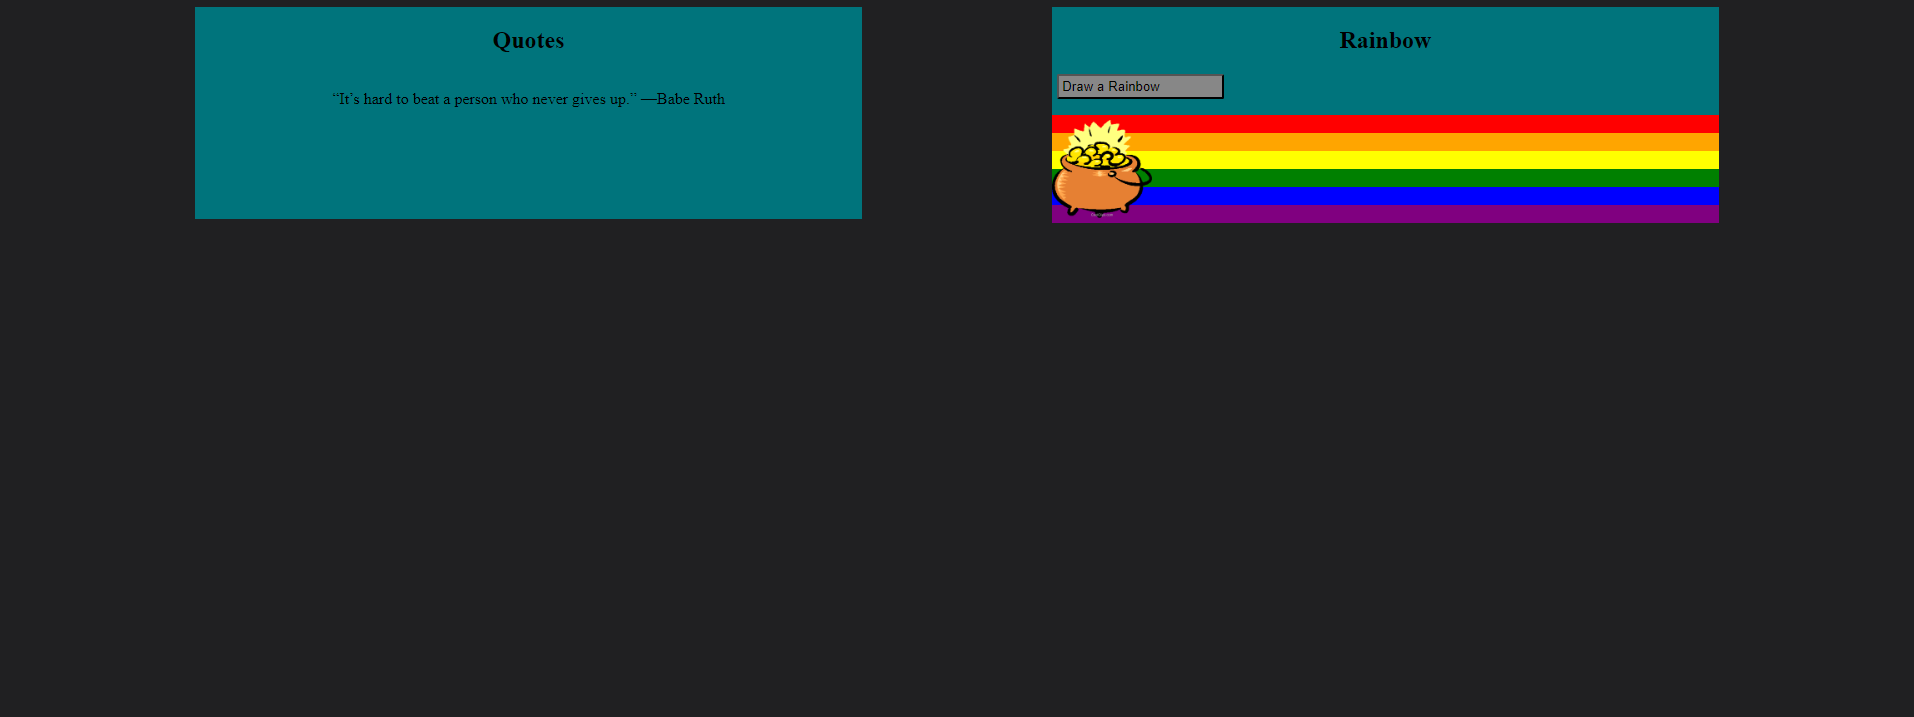 Quotes
“It’s hard to beat a person who never gives up.” —Babe Ruth
Rainbow
Draw a Rainbow